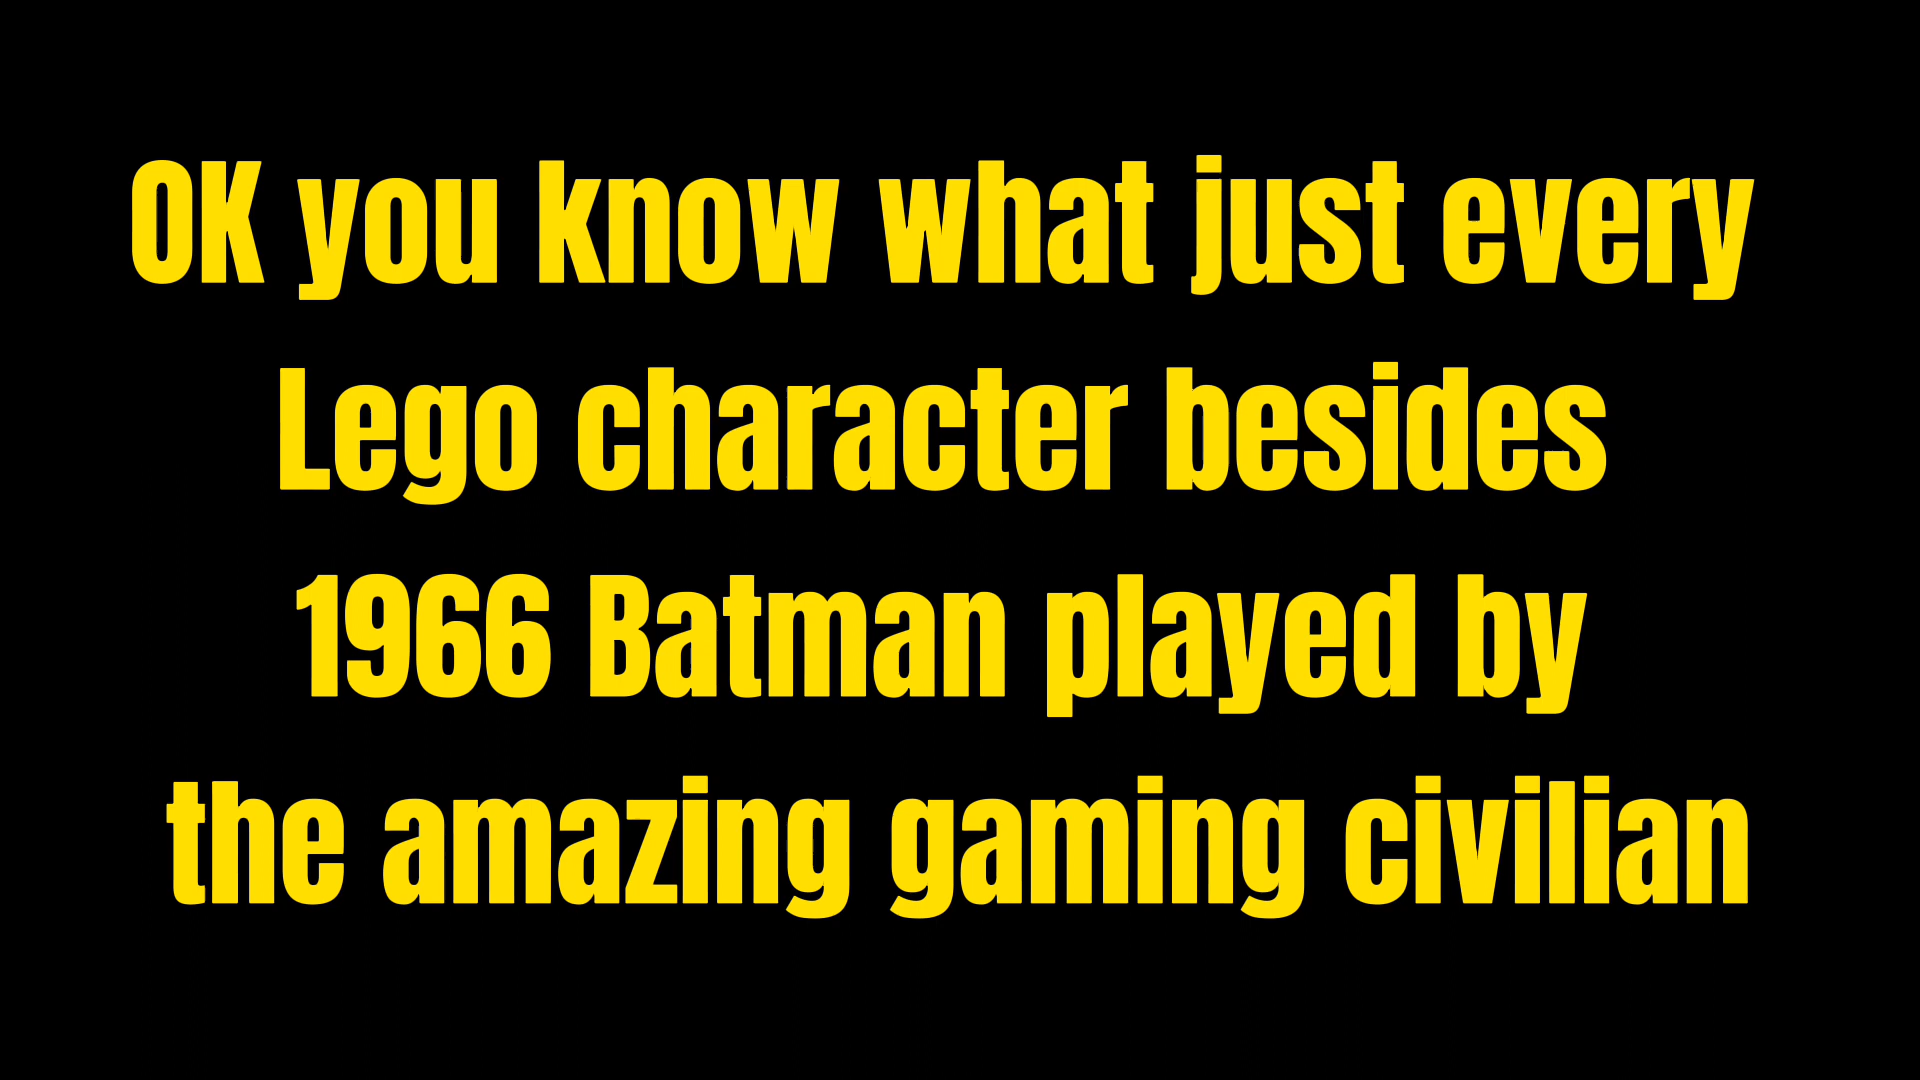 OK you know what just every
Lego character besides
1966 Batman played by
the amazing gaming civilian